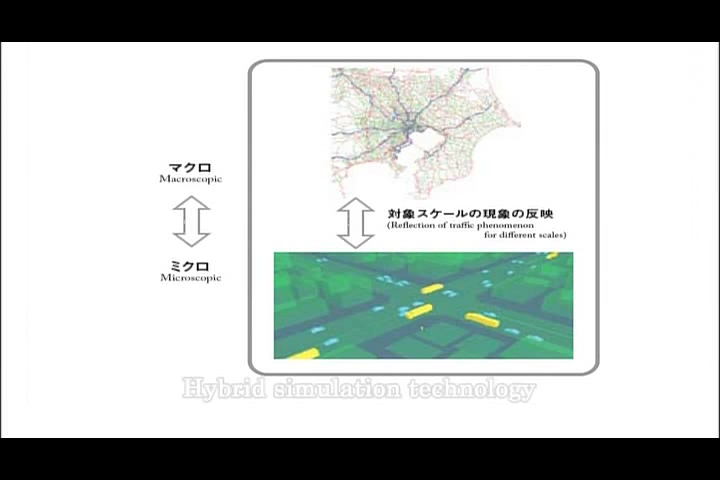 マクロ
Macroscopic
対象スケールの現象の反映
(Reflection of traffic phenomenon
for different scales)
ミクロ
Microscopic
Hybrid simulation technology